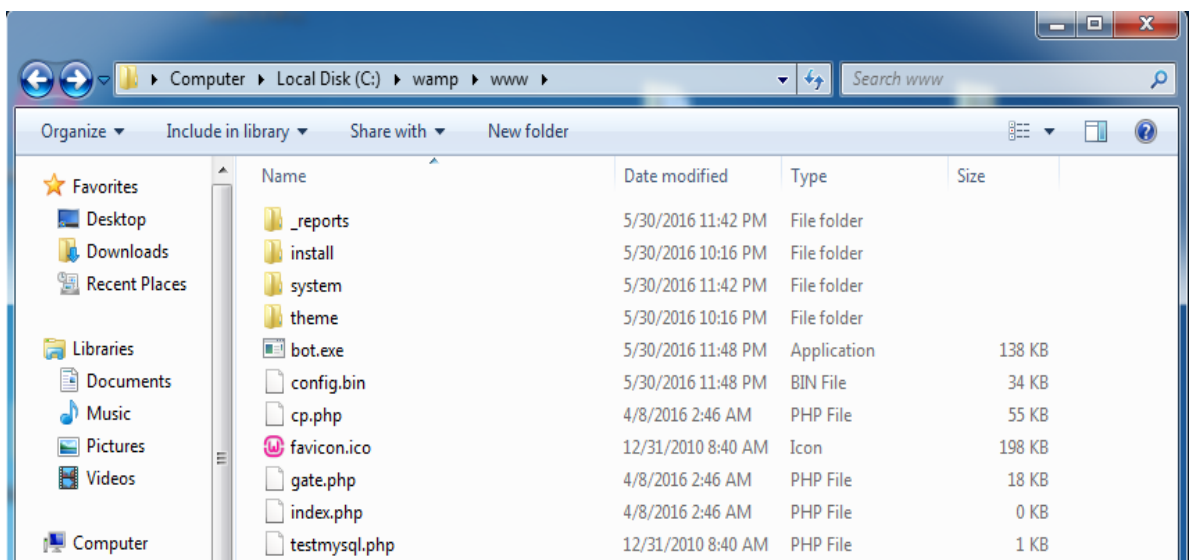 Computer Local Disk (C:) wamp www Search www
Organize Include in library Share with New folder
Name Date modified Type Size
Favorites
Desktop
Downloads
Recent Places
Libraries
Documents
Music
Pictures
Videos
Computer
_reports 5/30/2016 11:42 PM File folder
install 5/30/2016 10:16 PM File folder
system 5/30/2016 11:42 PM File folder
theme 5/30/2016 10:16 PM File folder
bot.exe 5/30/2016 11:48 PM Application 138 KB
config.bin 5/30/2016 11:48 PM BIN File 34 KB
cp.php 4/8/2016 2:46 AM PHP File 55 KB
favicon.ico 12/31/2010 8:40 AM Icon 198 KB
gate.php 4/8/2016 2:46 AM PHP File 18 KB
index.php 4/8/2016 2:46 AM PHP File 0 KB
testmysql.php 12/31/2010 8:40 AM PHP File 1 KB